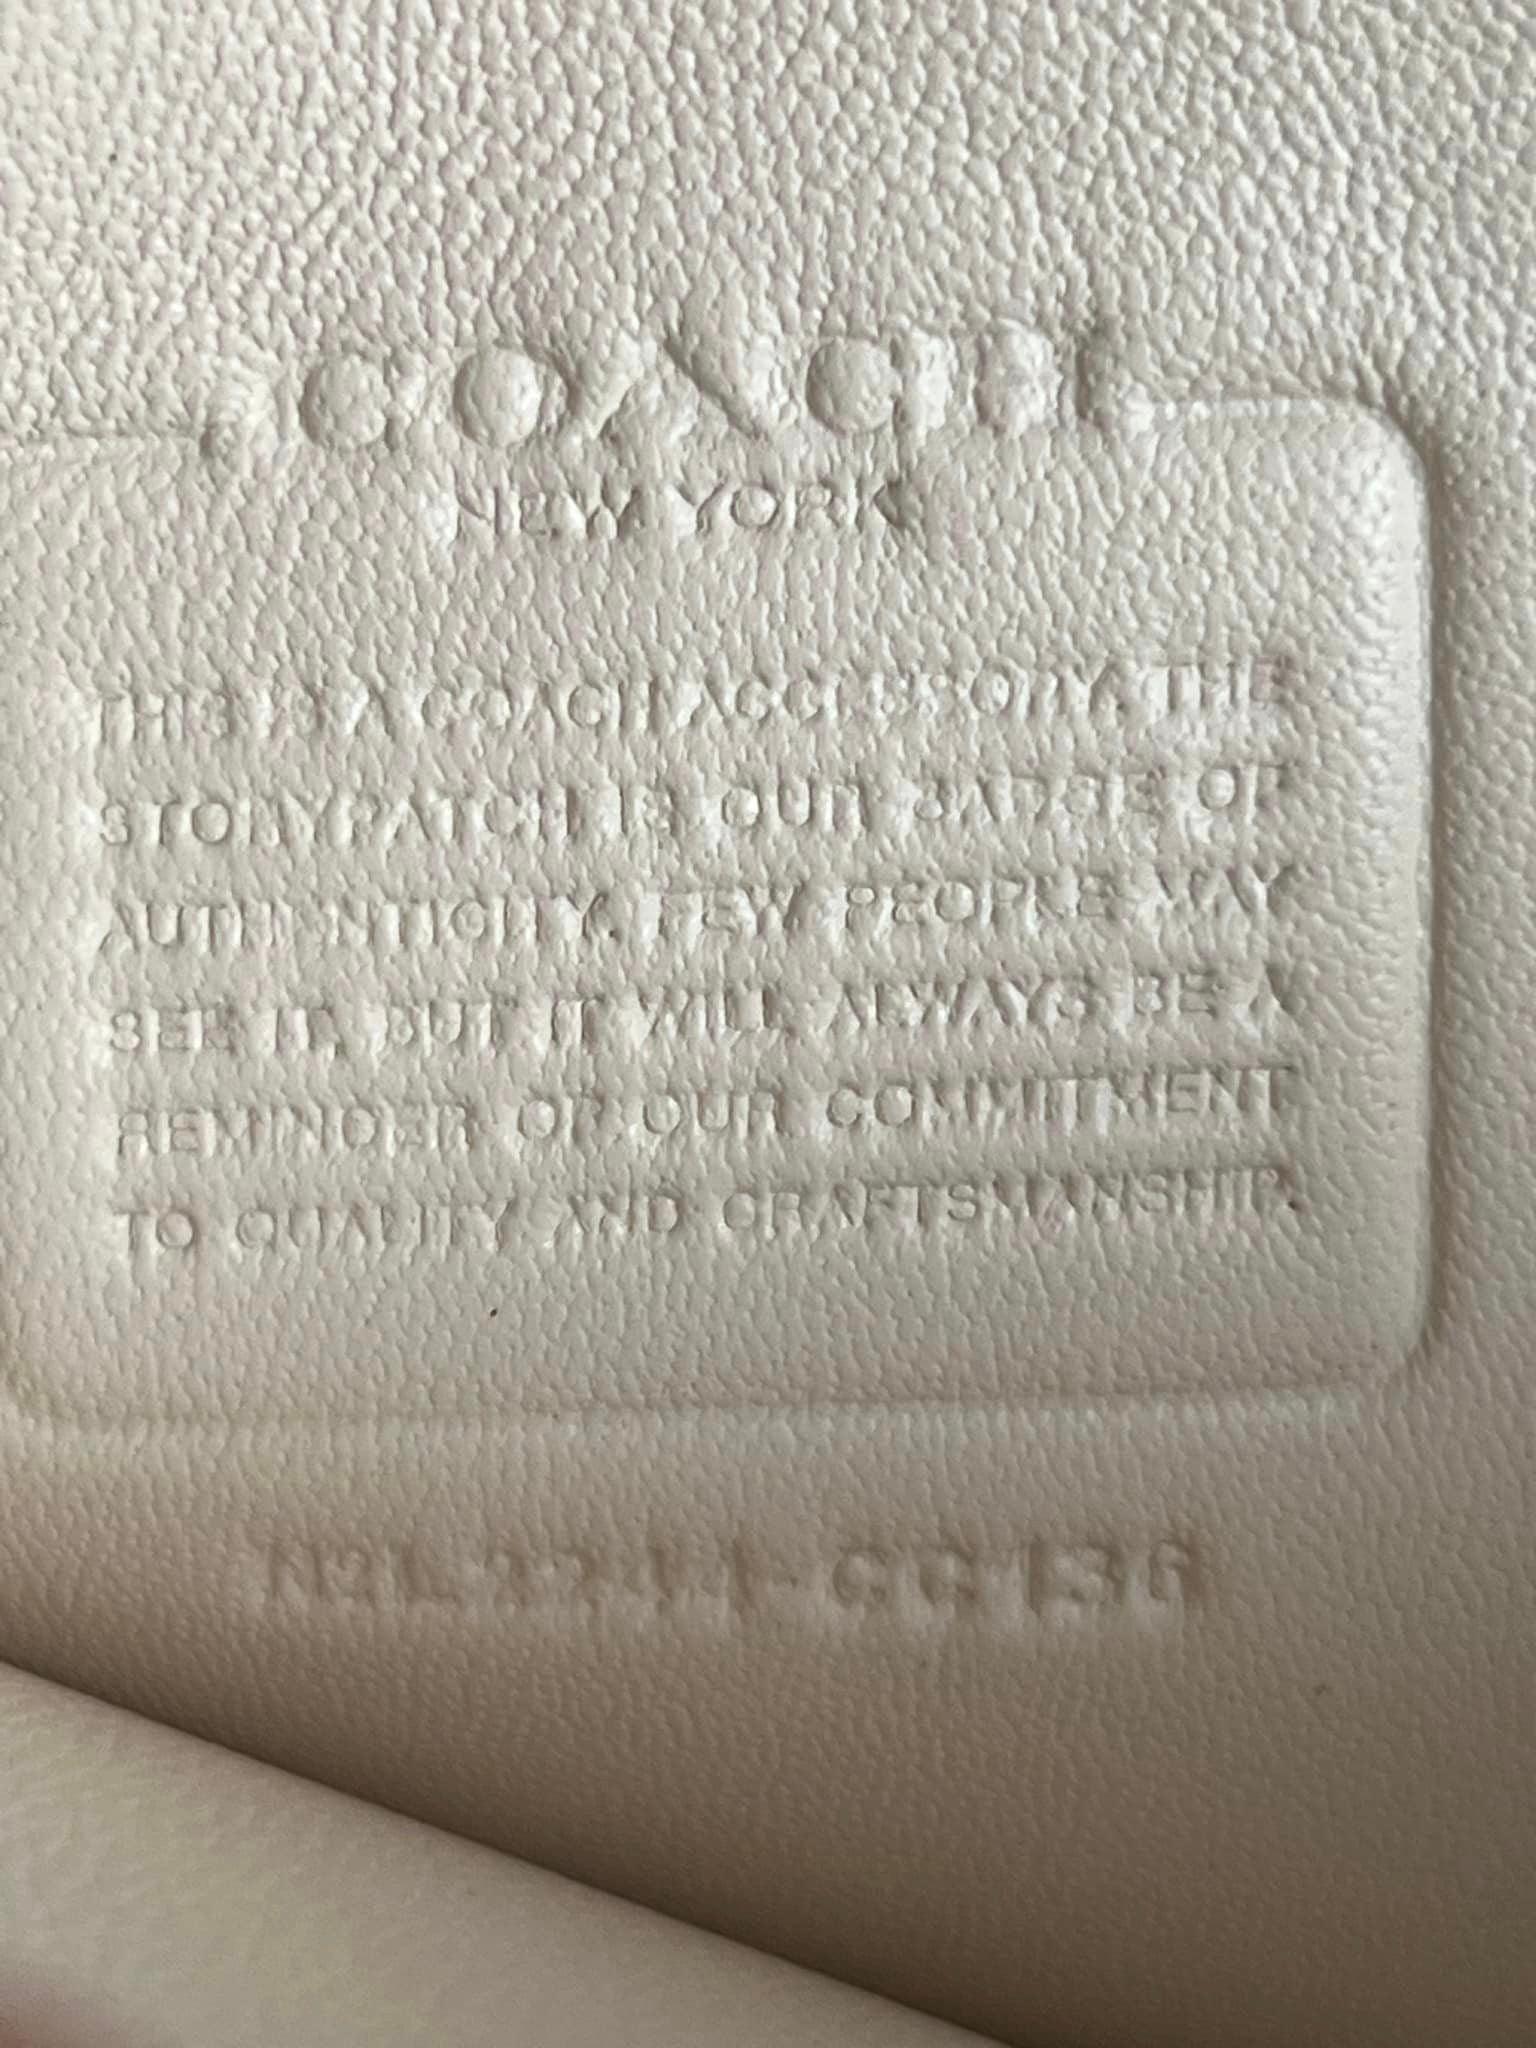 COACH
NEW YORK
THIS IS A COACH ACCESSORY. THE
STORYPATCH IS OUR BADGE OF
AUTHENTICITY. FEW PEOPLE MAY
SEE IT, BUT IT WILL ALWAYS BE A
REMINDER OF OUR COMMITMENT
TO QUALITY AND CRAFTSMANSHIP.